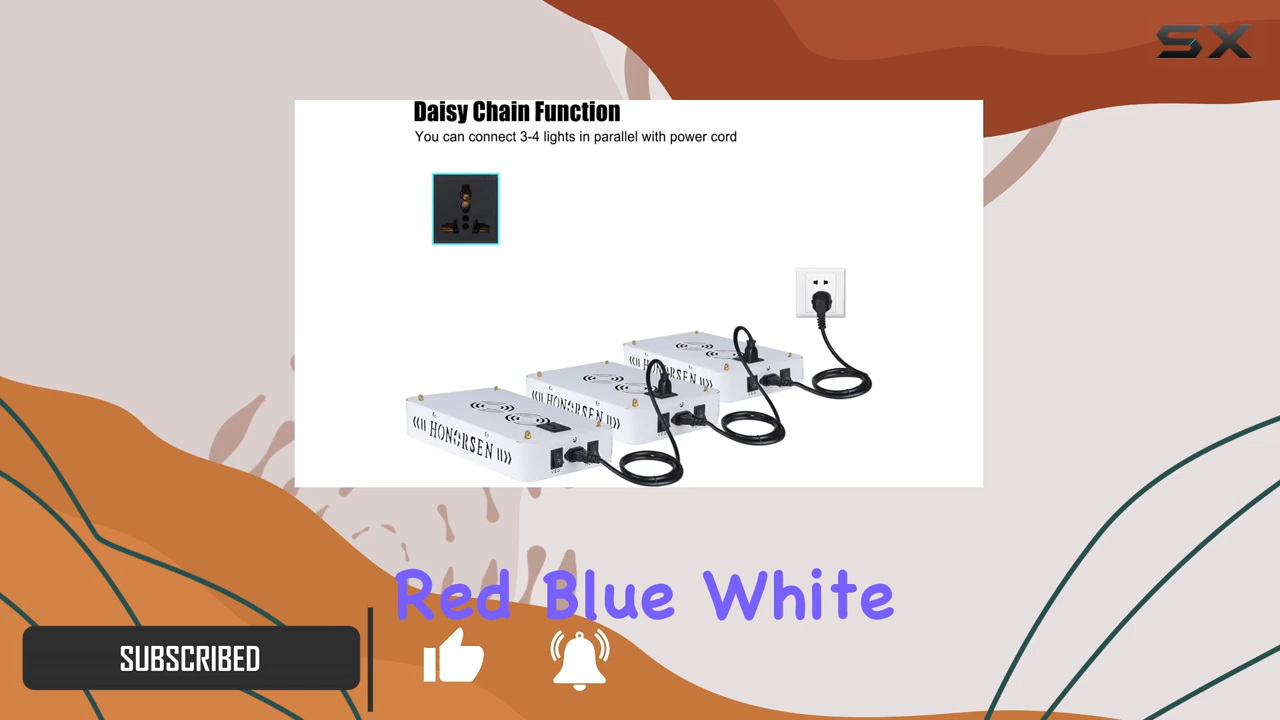 SX
Daisy Chain Function
You can connect 3-4 lights in parallel with power cord
HONORSEN
HONORSEN
HONORSEN
Red Blue White
SUBSCRIBED